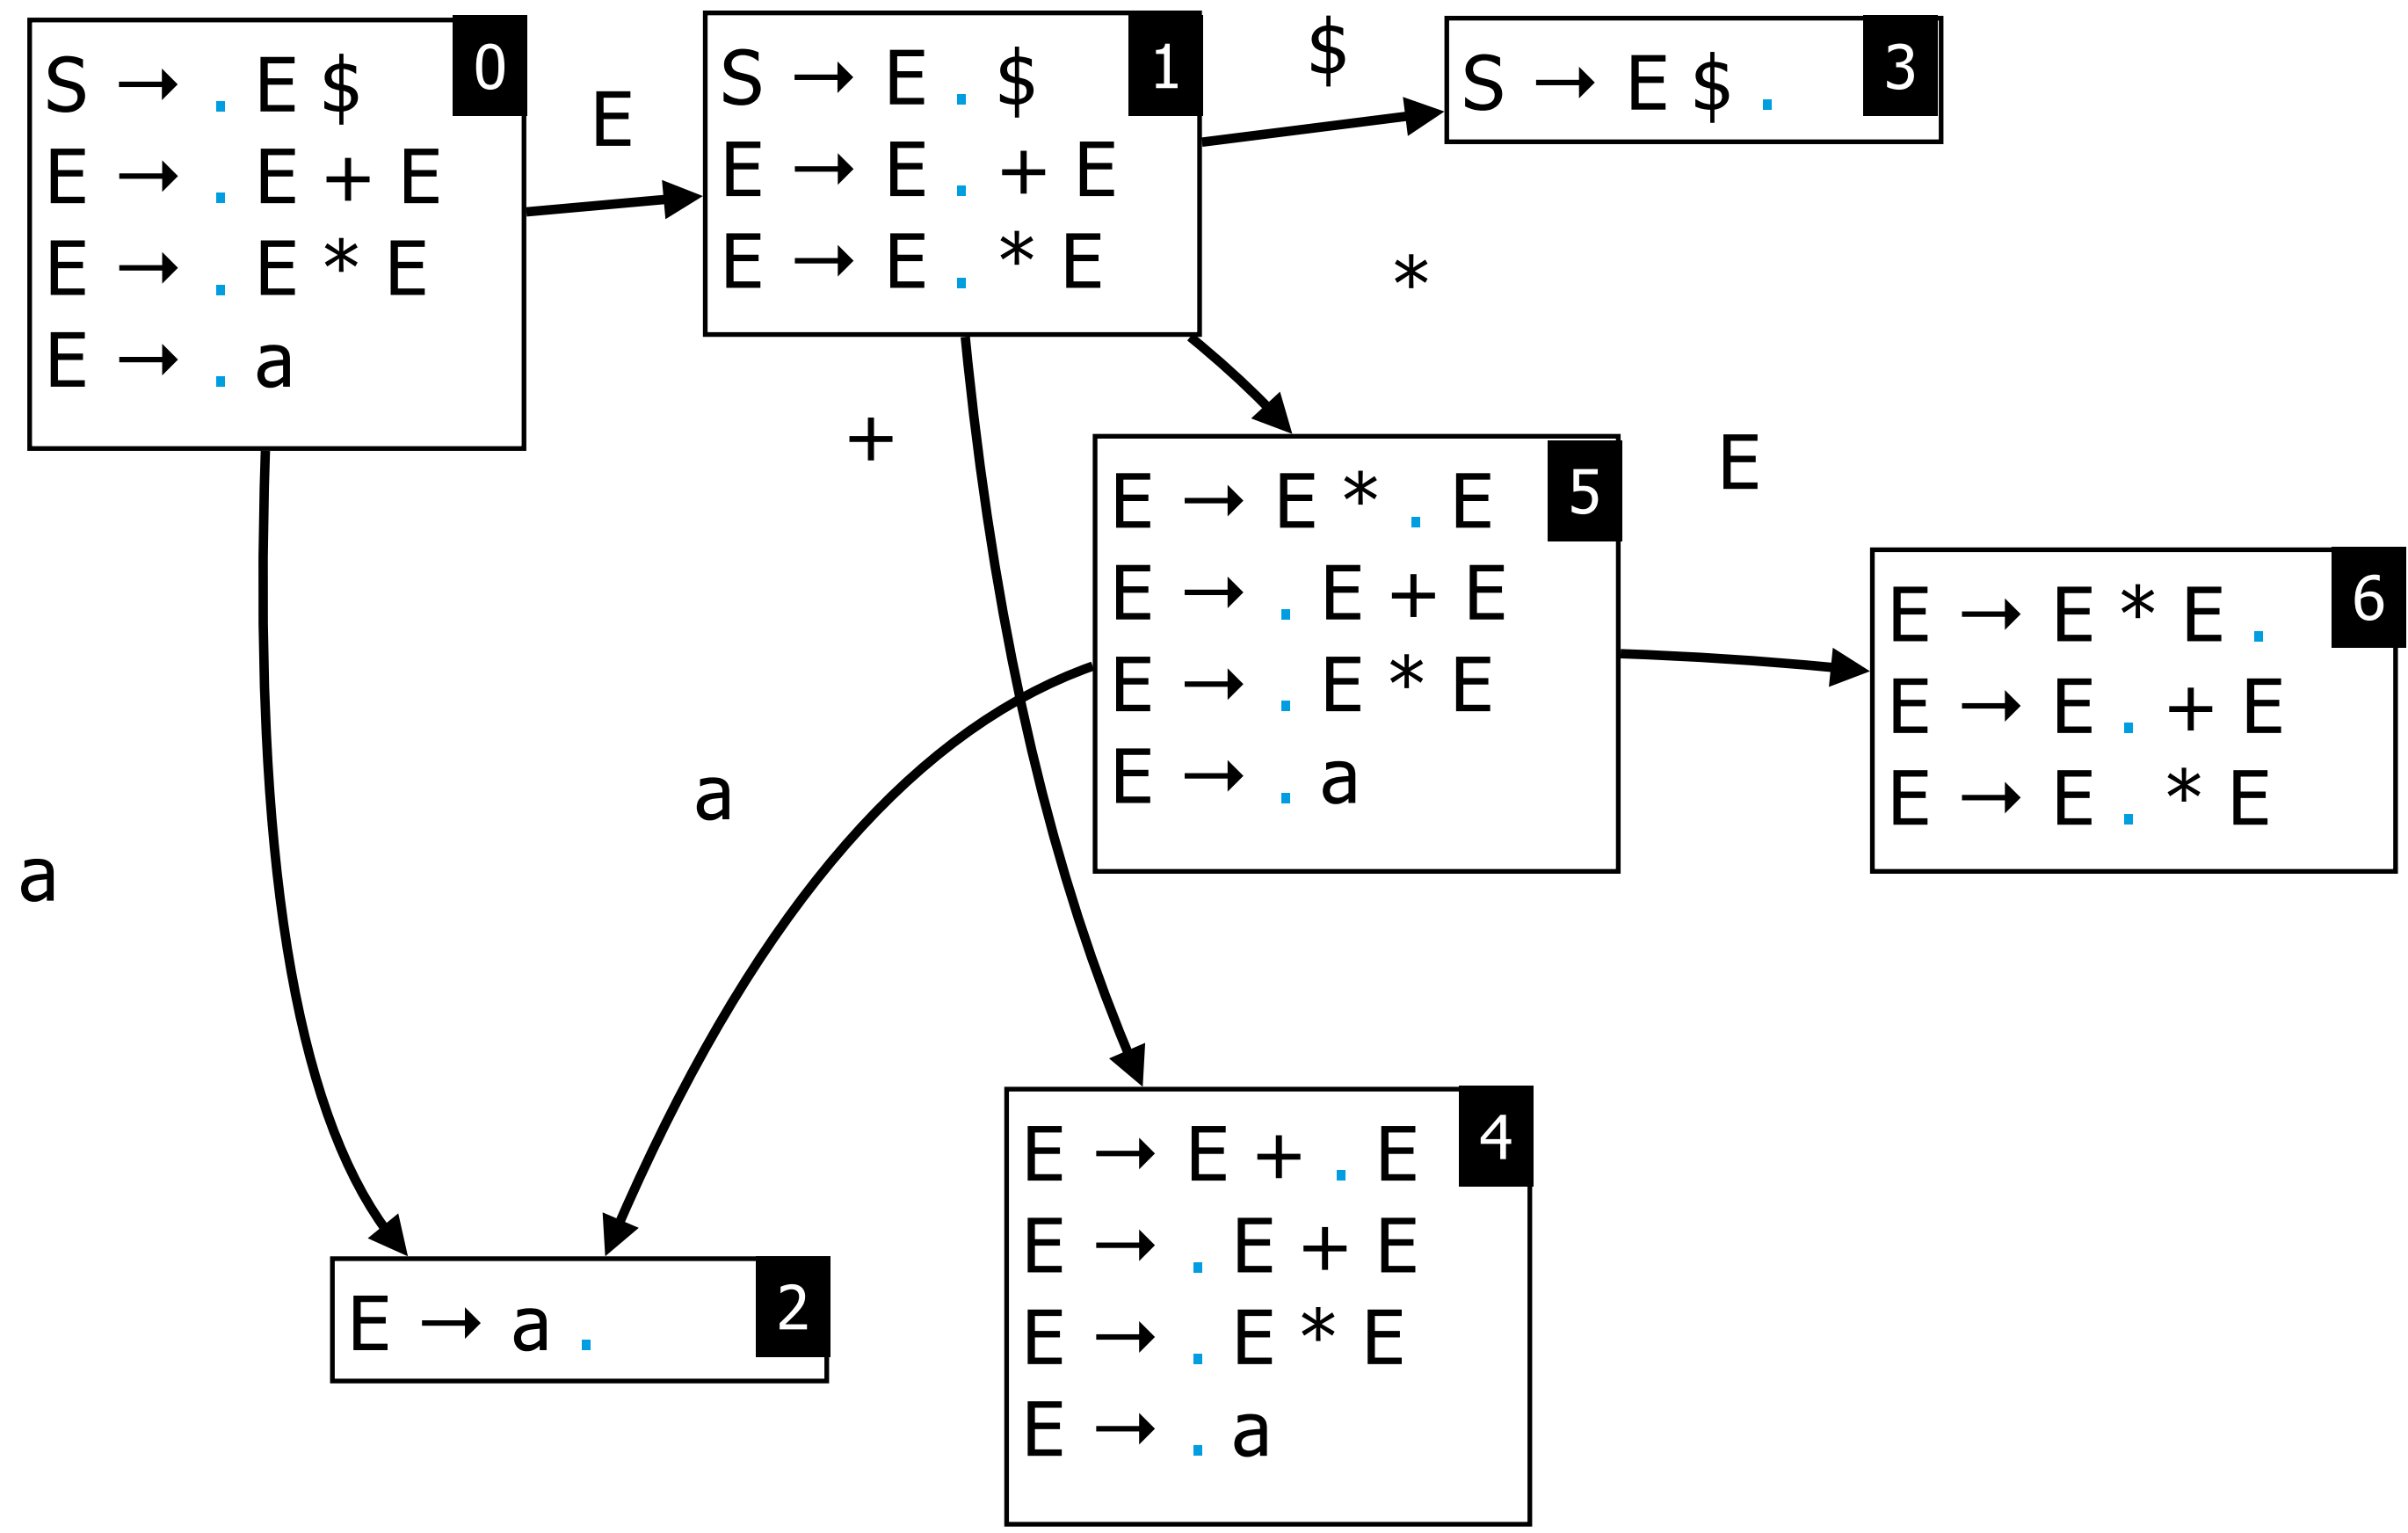 S → . E $
E → . E + E
E → . E * E
E → . a
0
E
S → E . $
E → E . + E
E → E . * E
1
$
S → E $ .
3
*
+
E → E * . E
E → . E + E
E → . E * E
E → . a
5
E
E → E * E .
E → E . + E
E → E . * E
6
a
a
E → a .
2
E → E + . E
E → . E + E
E → . E * E
E → . a
4